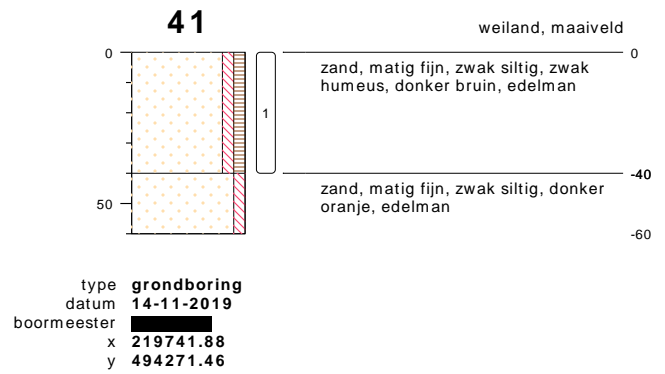 41
weiland, maaiveld
0
0
zand, matig fijn, zwak siltig, zwak
humeus, donker bruin, edelman
1
-40
zand, matig fijn, zwak siltig, donker
oranje, edelman
50
-60
type grondboring
datum 14-11-2019
boormeester
x 219741.88
y 494271.46